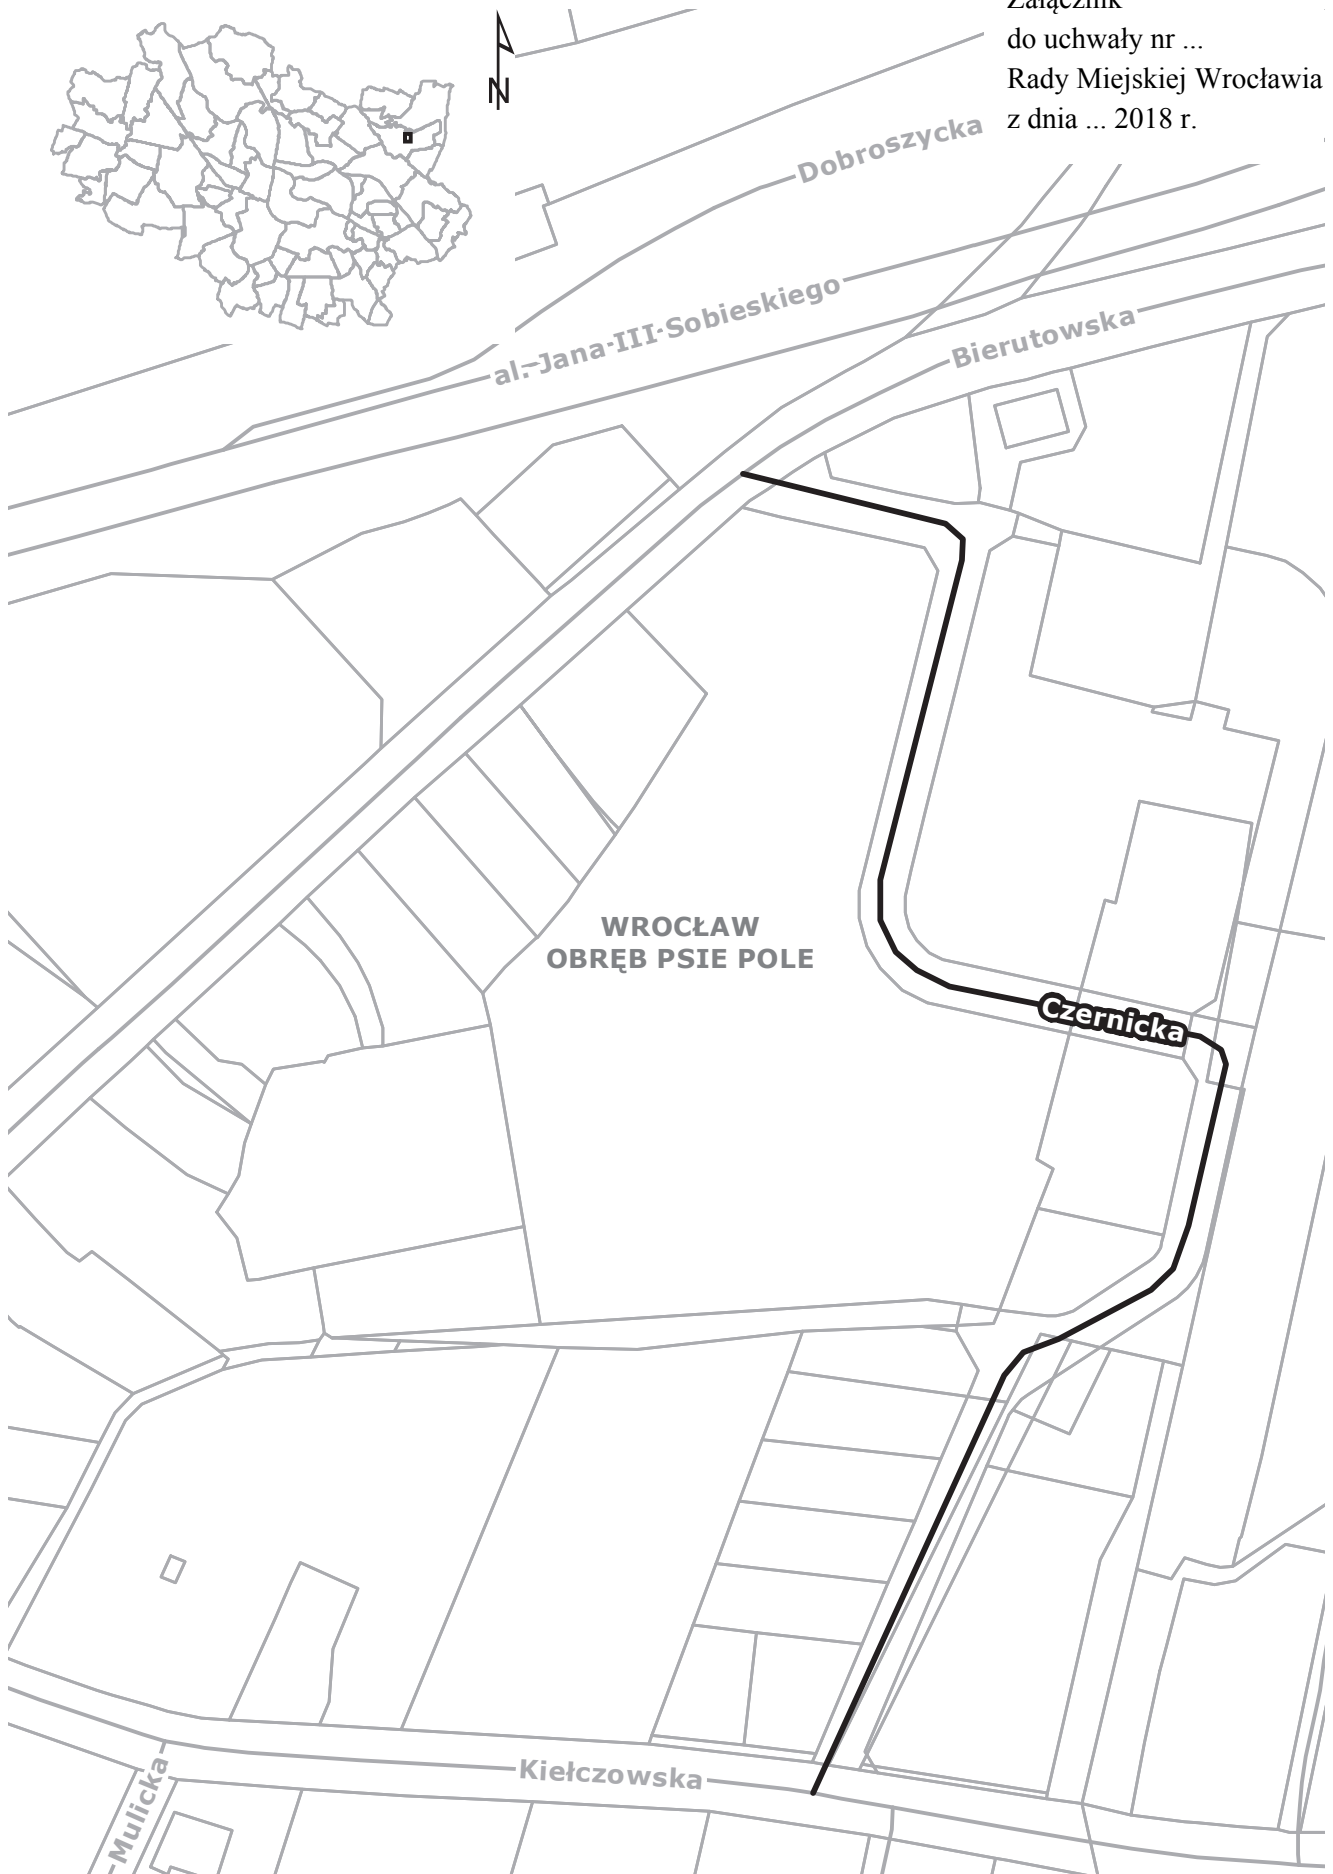 Załącznik
do uchwały nr ...
Rady Miejskiej Wrocławia
z dnia ... 2018 r.
N
Dobroszycka
al. Jana III Sobieskiego
Bierutowska
WROCŁAW
OBRĘB PSIE POLE
Czernicka
Kiełczowska
Mulicka